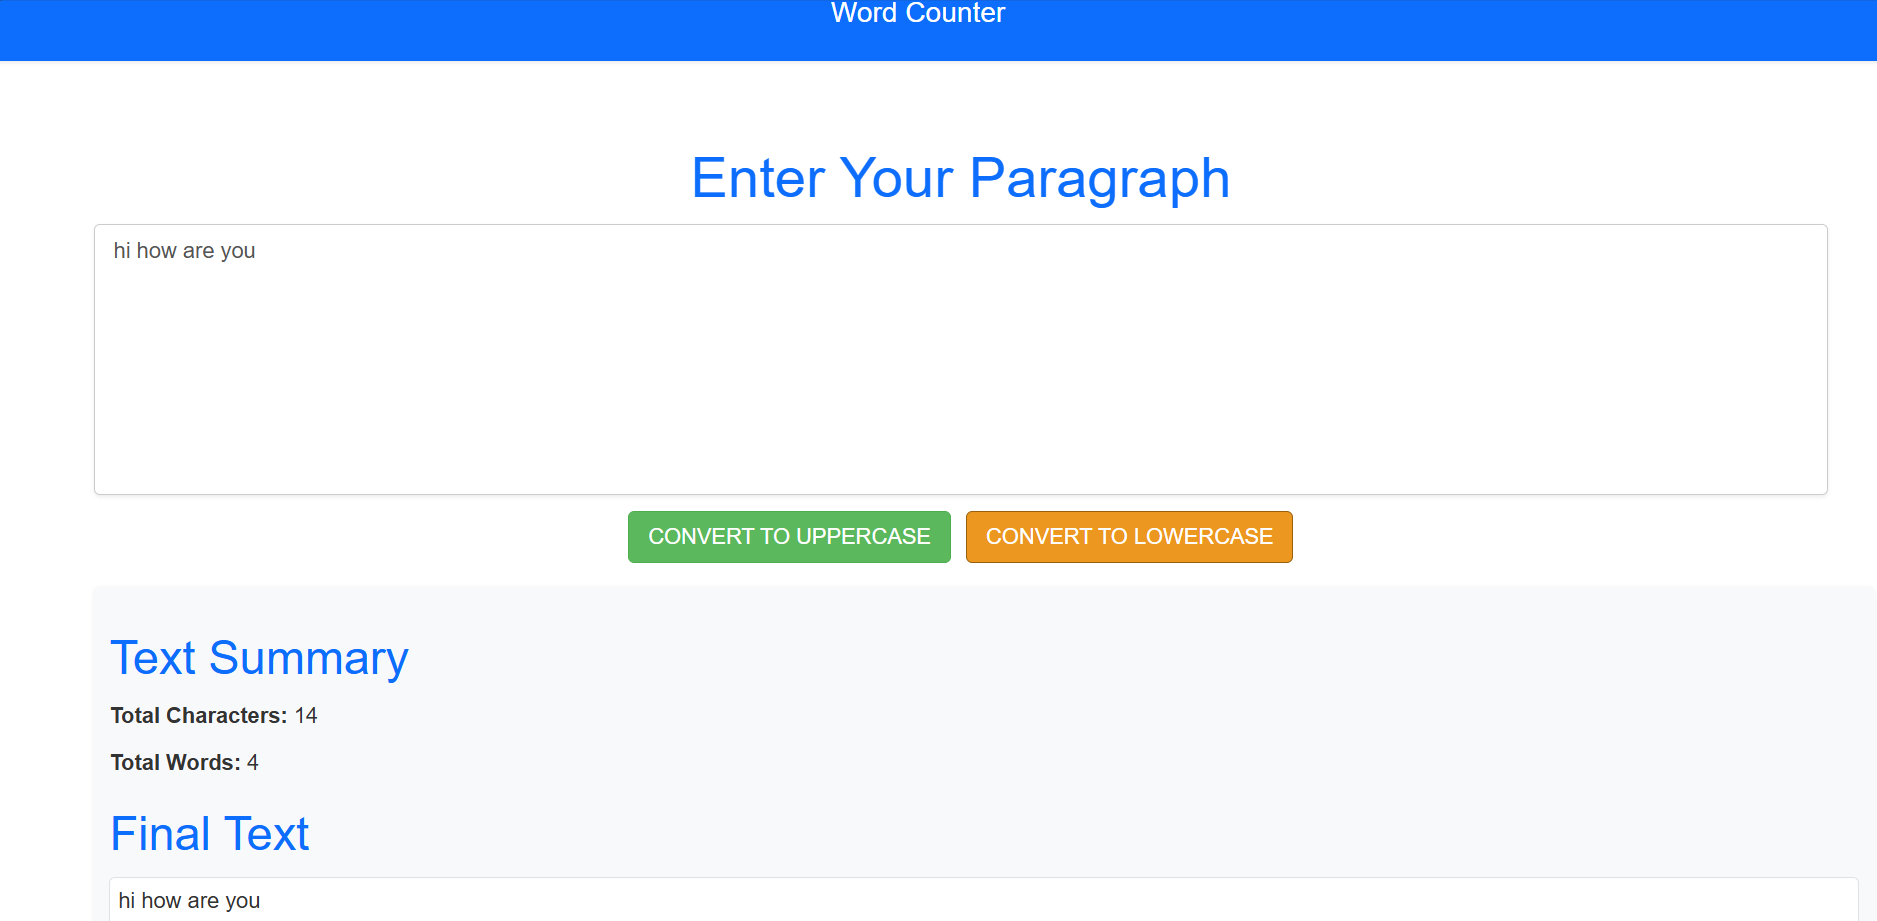 Word Counter
Enter Your Paragraph
hi how are you
CONVERT TO UPPERCASE CONVERT TO LOWERCASE
Text Summary
Total Characters: 14
Total Words: 4
Final Text
hi how are you